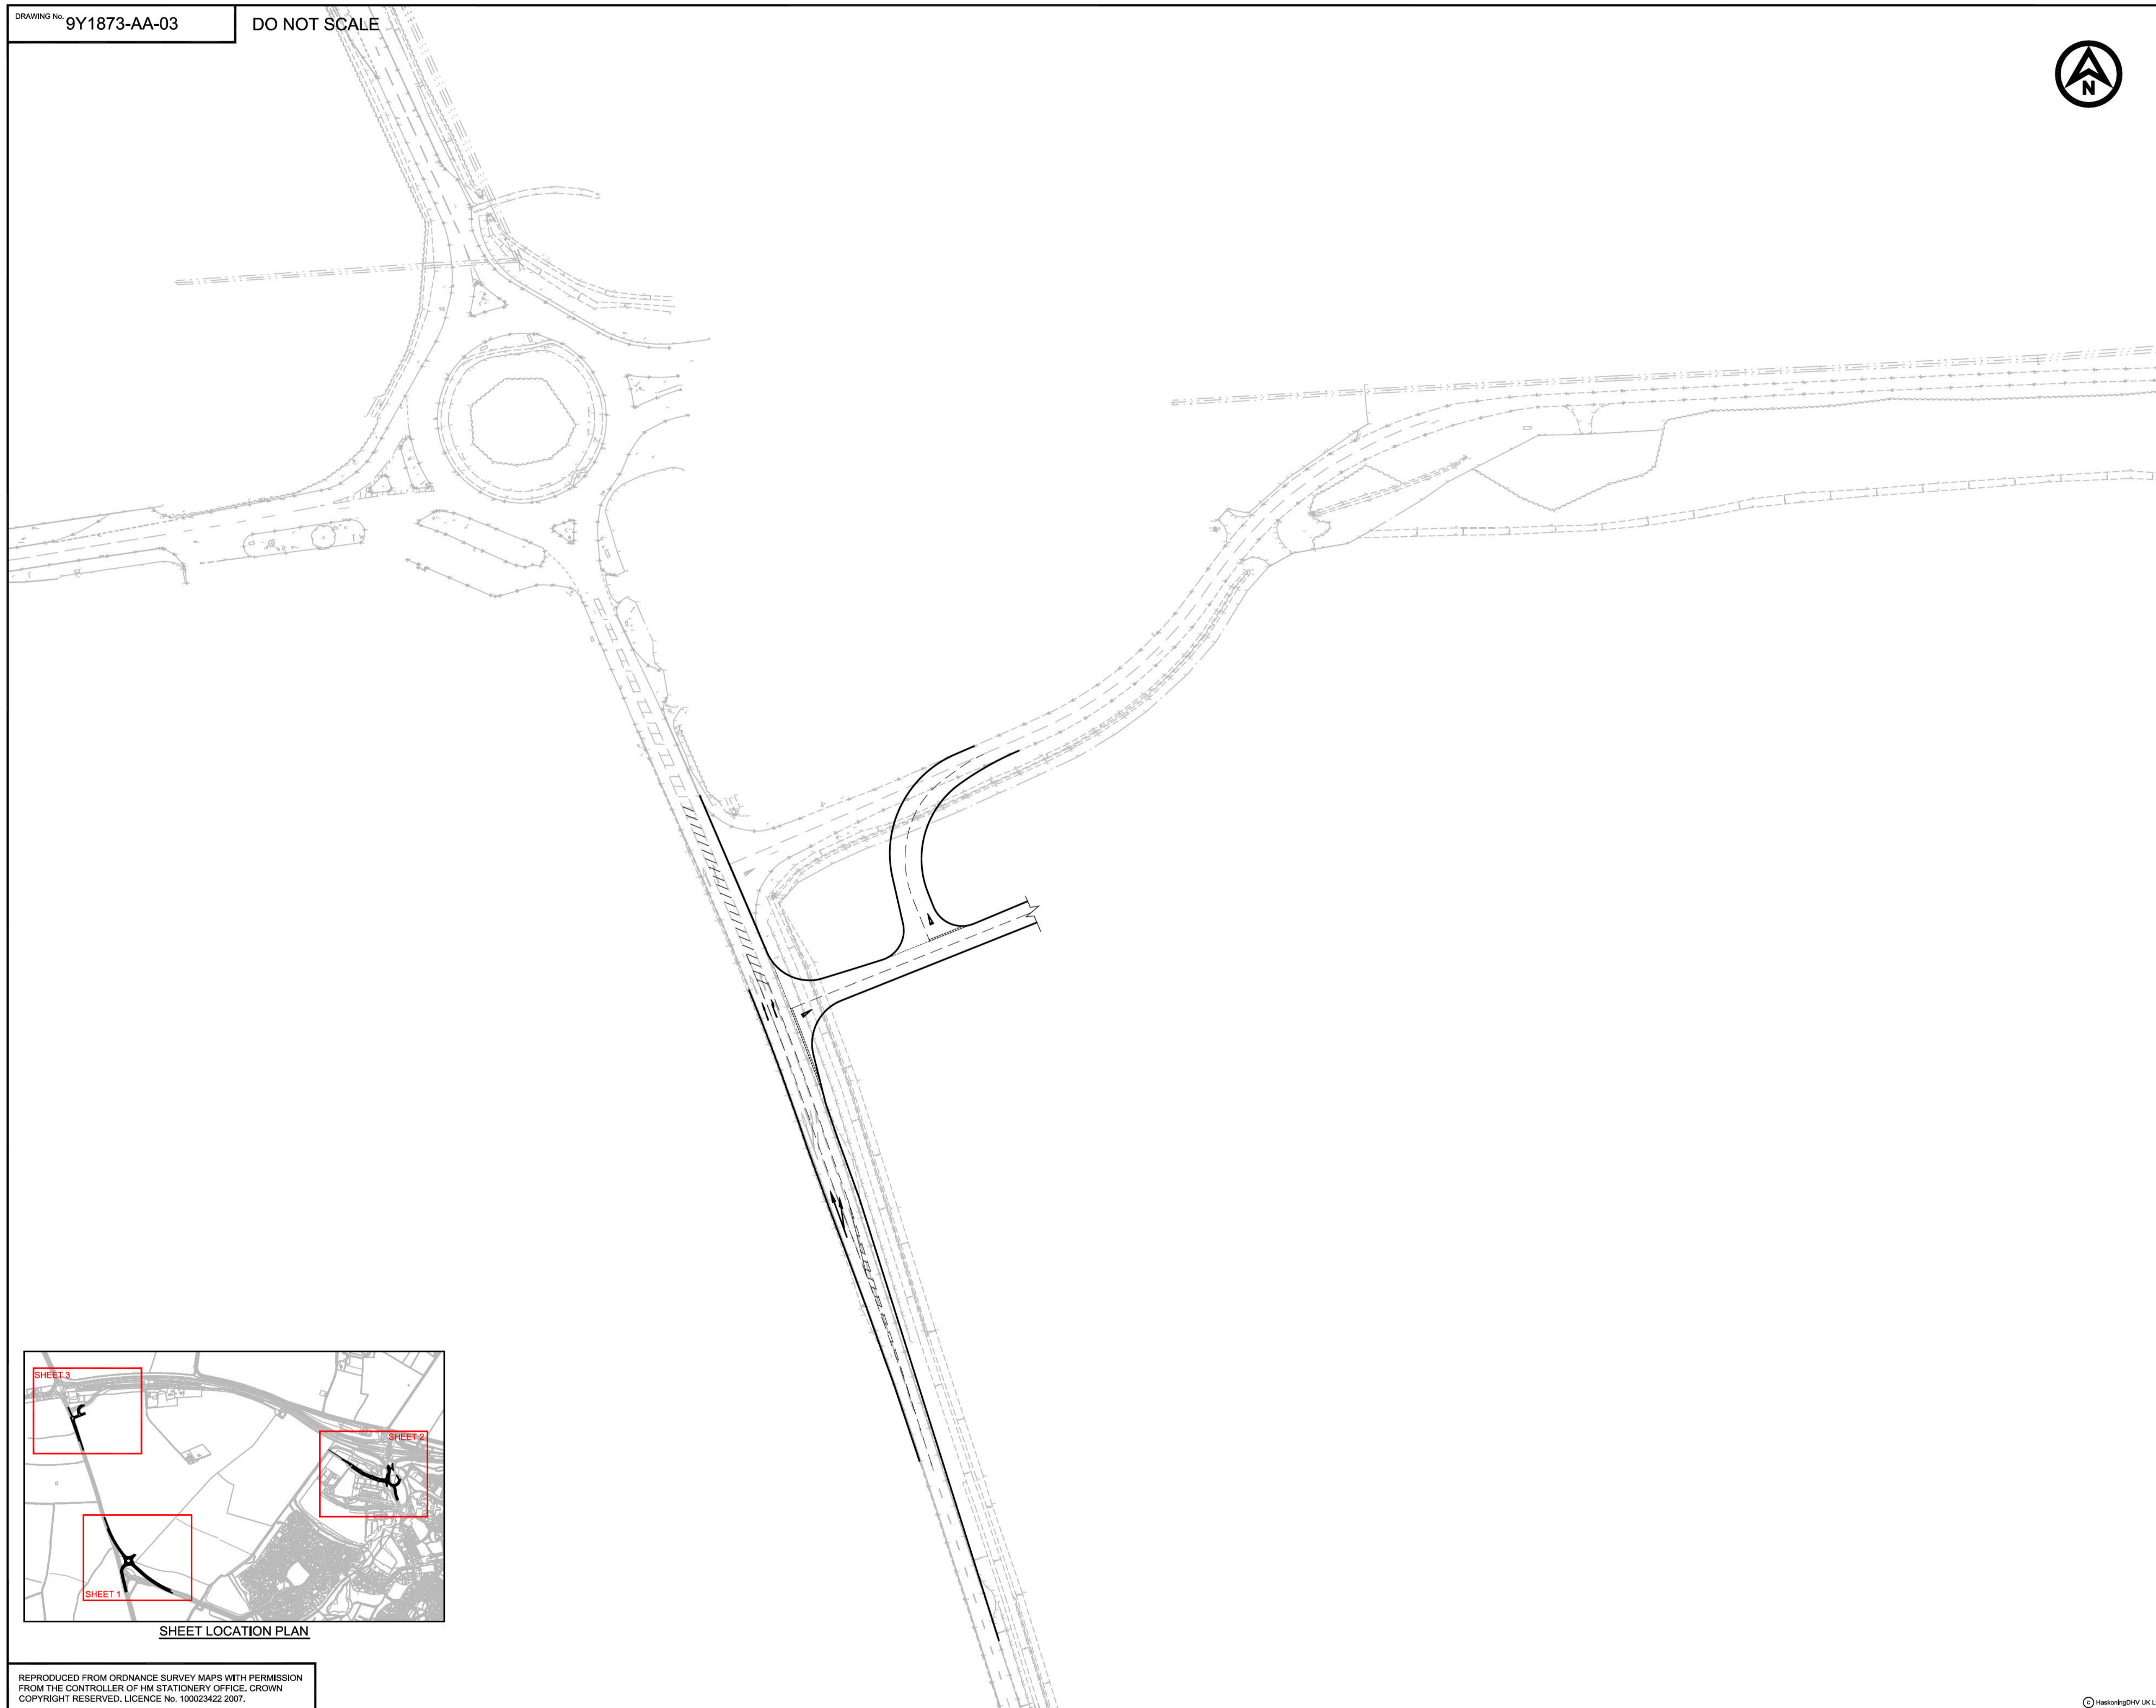 DRAWING No. 9Y1873-AA-03
DO NOT SCALE
N
SHEET 3
SHEET 2
SHEET 1
SHEET LOCATION PLAN
REPRODUCED FROM ORDNANCE SURVEY MAPS WITH PERMISSION
FROM THE CONTROLLER OF HM STATIONERY OFFICE. CROWN
COPYRIGHT RESERVED. LICENCE No. 100023422 2007.
© HaskoningDHV UK